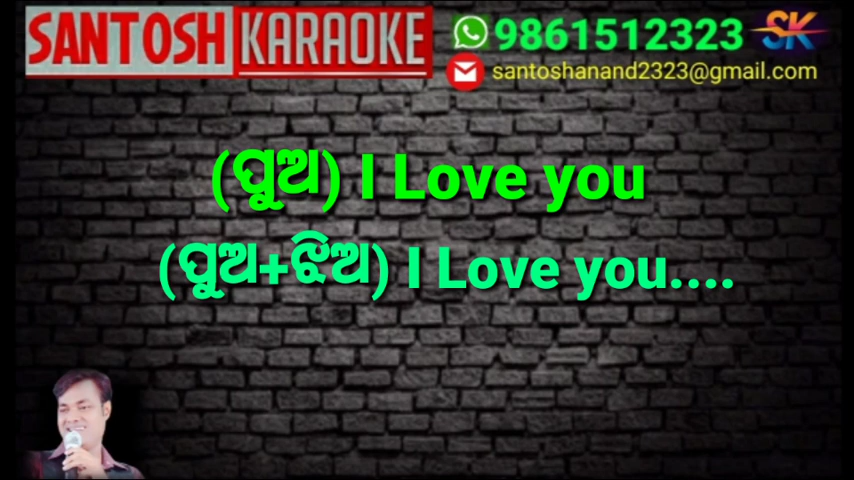 SANTOSH KARAOKE
9861512323 SK
santoshanand2323@gmail.com
(ପୁଅ) I Love you
(ପୁଅ+ଝିଅ) I Love you....